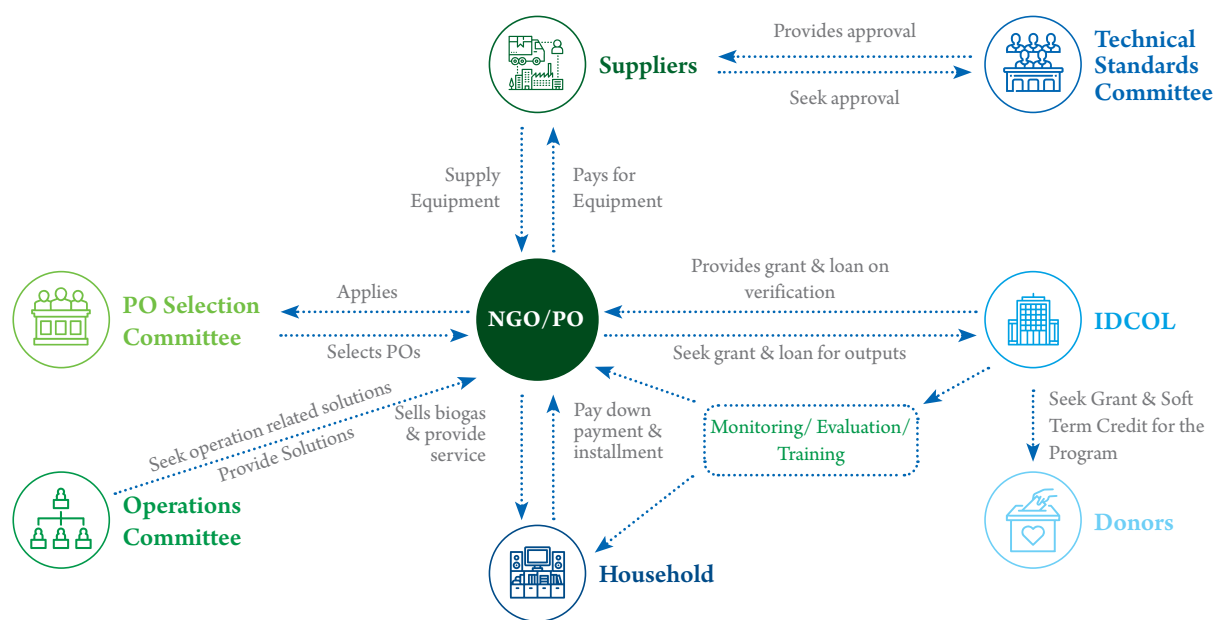 Provides approval
Suppliers
Seek approval
Technical
Standards
Committee
Supply
Equipment
Pays for
Equipment
PO Selection
Committee
Applies
Selects POs
NGO/PO
Provides grant & loan on
verification
Seek grant & loan for outputs
IDCOL
Seek operation related solutions
Provide Solutions
Sells biogas
& provide
service
Pay down
payment &
installment
Monitoring/ Evaluation/
Training
Seek Grant & Soft
Term Credit for the
Program
Operations
Committee
Household
Donors